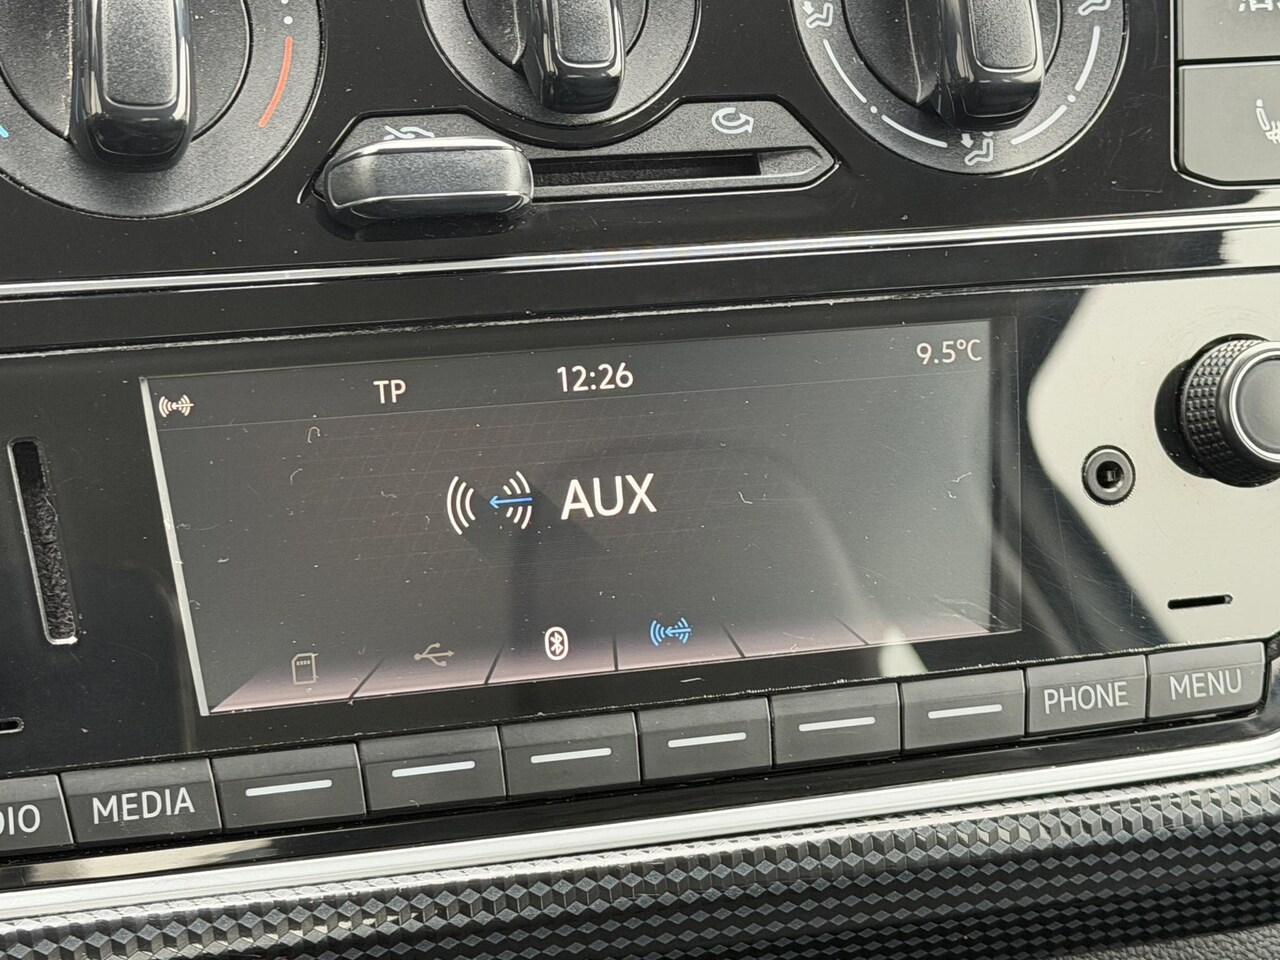 TP
12:26
9.5°C
AUX
PHONE
MENU
MEDIA